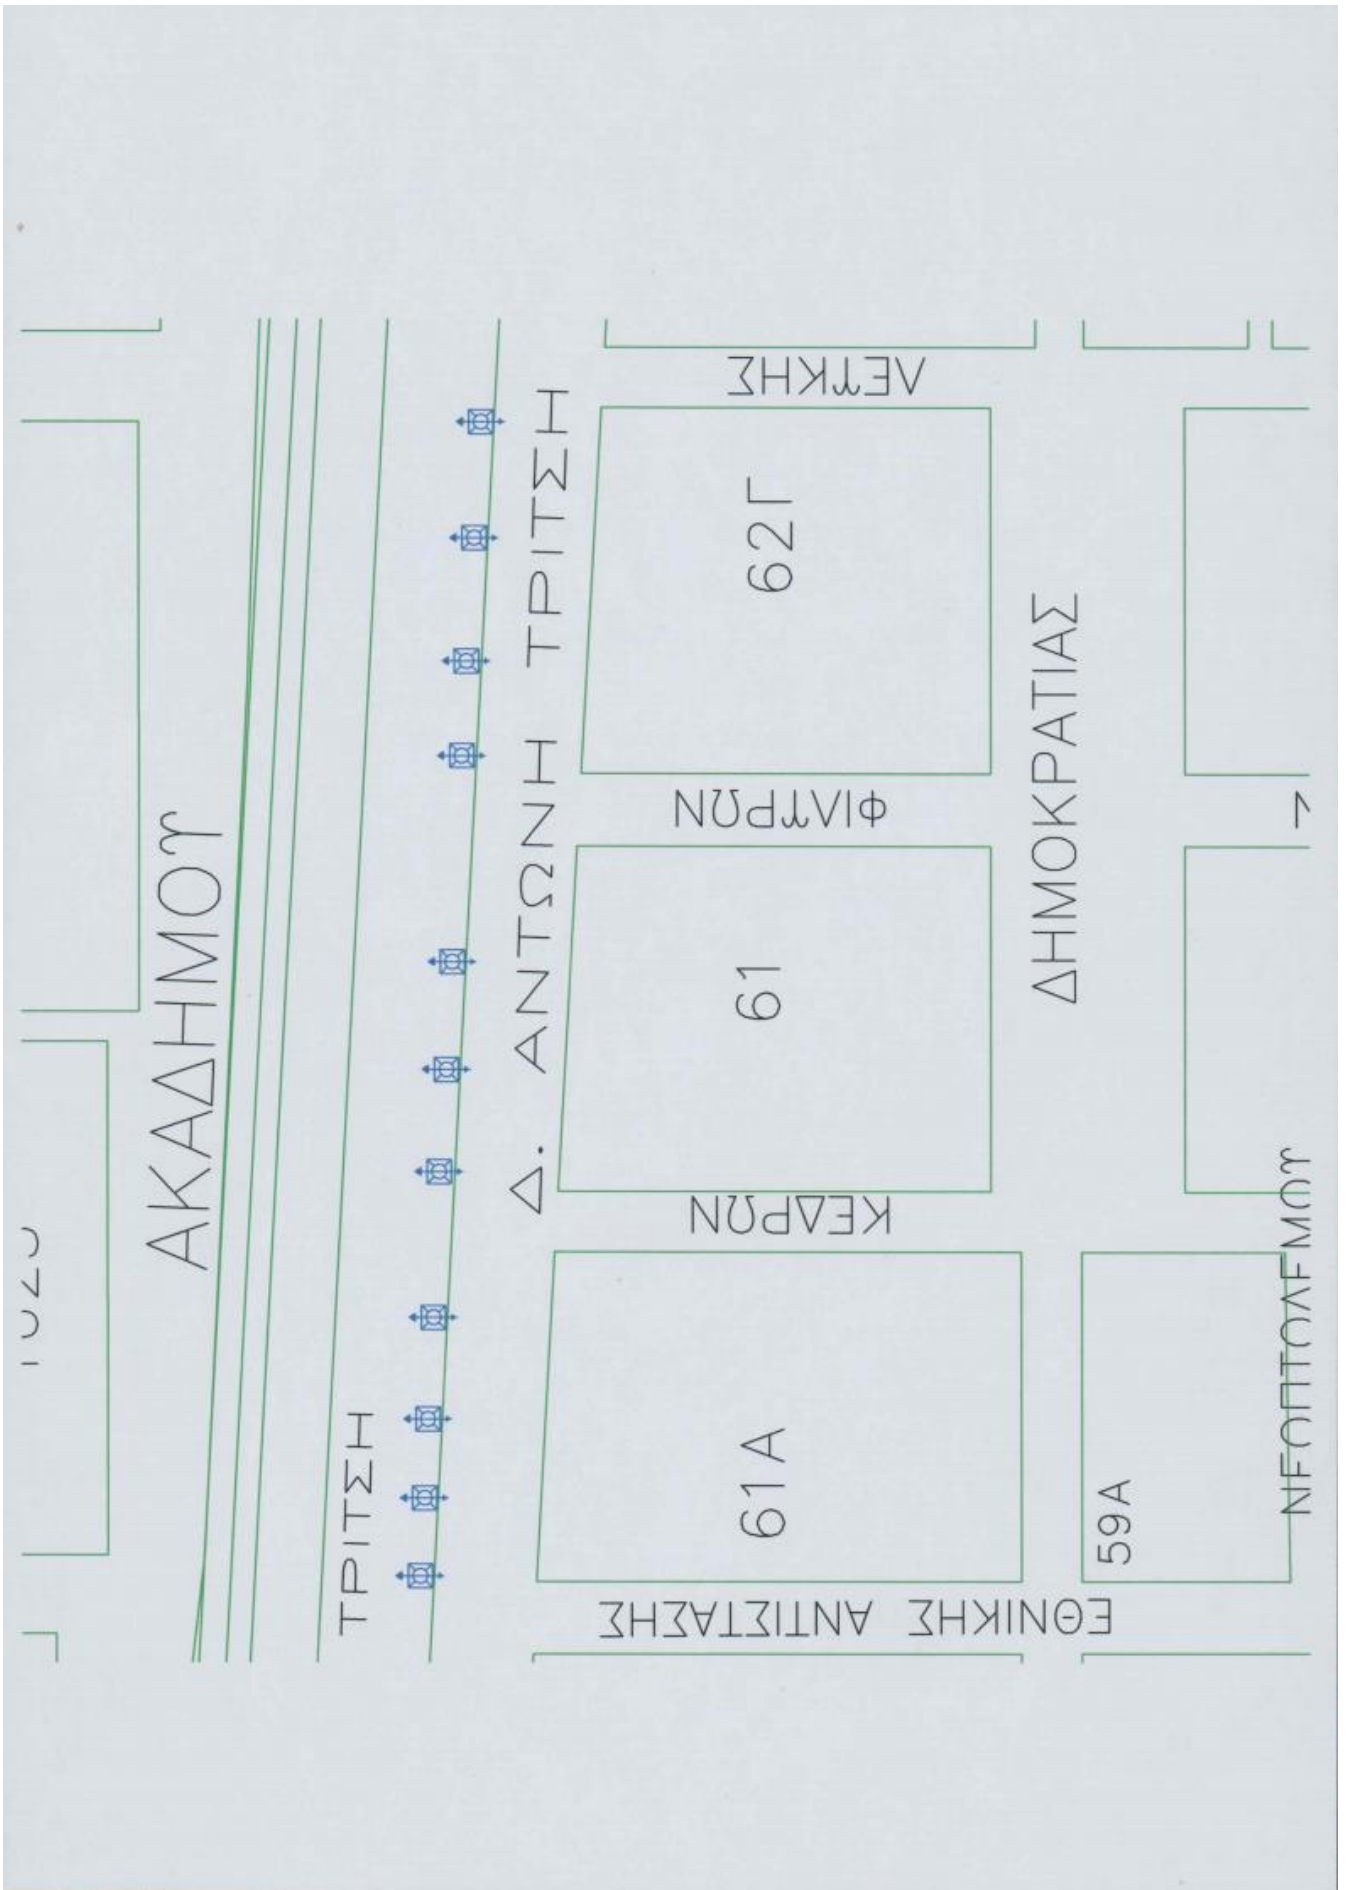 ΛΕΥΚΗΣ
Δ. ΑΝΤΩΝΗ ΤΡΙΤΣΗ
62Γ
ΔΗΜΟΚΡΑΤΙΑΣ
ΦΙΛΥΡΩΝ
ΑΚΑΔΗΜΟΥ
61
ΚΕΔΡΩΝ
ΝΕΟΠΤΟΛΕΜΟΥ
ΤΡΙΤΣΗ
61Α
59Α
ΕΘΝΙΚΗΣ ΑΝΤΙΣΤΑΣΗΣ